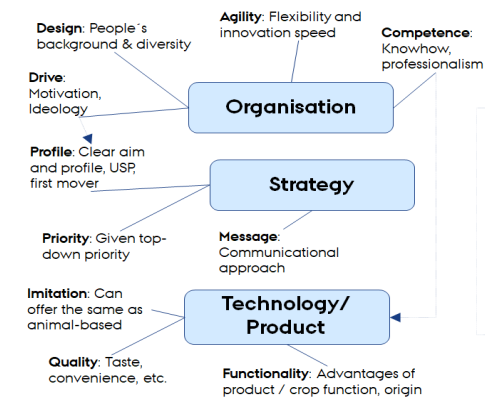 Design: People´s
background & diversity
Agility: Flexibility and
innovation speed
Competence:
Knowhow,
professionalism
Drive:
Motivation,
Ideology
Organisation
Profile: Clear aim
and profile, USP,
first mover
Strategy
Priority: Given top-
down priority
Message:
Communicational
approach
Imitation: Can
offer the same as
animal-based
Technology/
Product
Quality: Taste,
convenience, etc.
Functionality: Advantages of
product / crop function, origin